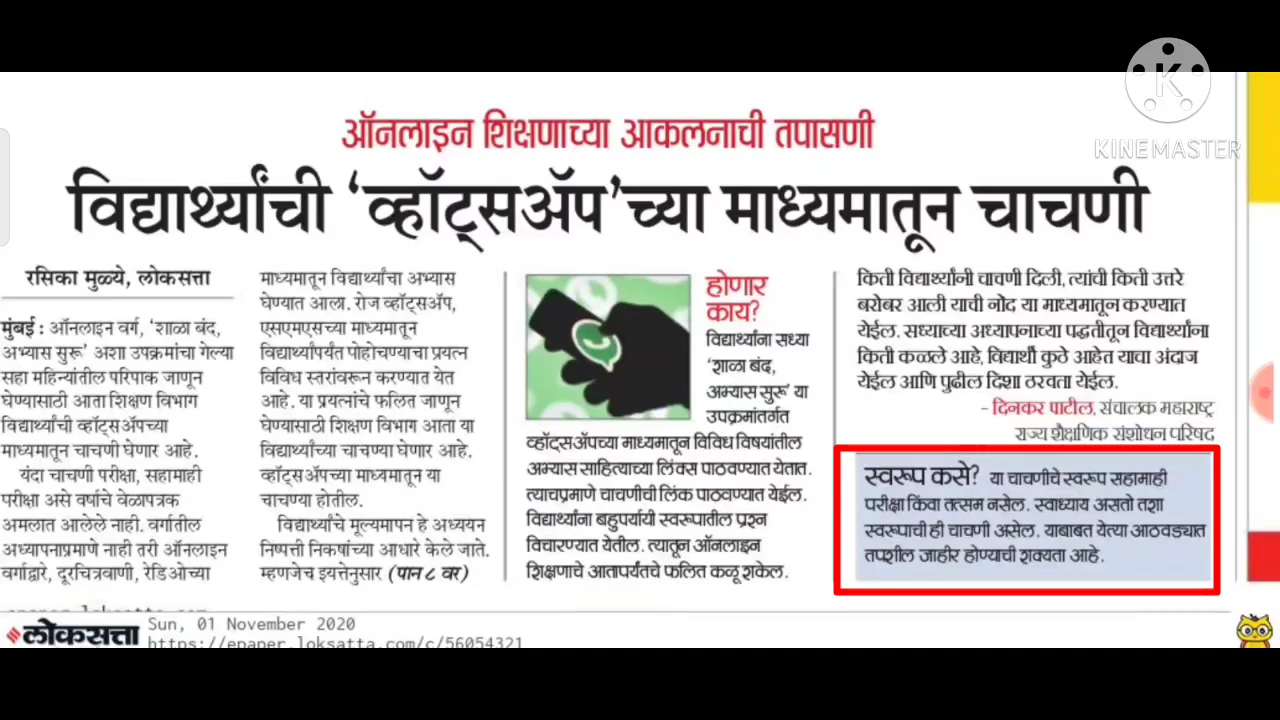 KINEMASTER
ऑनलाइन शिक्षणाच्या आकलनाची तपासणी
विद्यार्थ्यांची ‘व्हॉट्सॲप’च्या माध्यमातून चाचणी
रसिका मुळ्ये, लोकसत्ता
मुंबई : ऑनलाइन वर्ग, ‘शाळा बंद,
अभ्यास सुरू’ अशा उपक्रमांचा गेल्या
सहा महिन्यांतील परिपाक जाणून
घेण्यासाठी आता शिक्षण विभाग
विद्यार्थ्यांची व्हॉट्सॲपच्या
माध्यमातून चाचणी घेणार आहे.
यंदा चाचणी परीक्षा, सहामाही
परीक्षा असे वर्षाचे वेळापत्रक
अमलात आलेले नाही. वर्गातील
अध्यापनाप्रमाणे नाही तरी ऑनलाइन
वर्गाद्वारे, दूरचित्रवाणी, रेडिओच्या
माध्यमातून विद्यार्थ्यांचा अभ्यास
घेण्यात आला. रोज व्हॉट्सॲप,
एसएमएसच्या माध्यमातून
विद्यार्थ्यांपर्यंत पोहोचण्याचा प्रयत्न
विविध स्तरांवरून करण्यात येत
आहे. या प्रयत्नांचे फलित जाणून
घेण्यासाठी शिक्षण विभाग आता या
विद्यार्थ्यांच्या चाचण्या घेणार आहे.
व्हॉट्सॲपच्या माध्यमातून या
चाचण्या होतील.
विद्यार्थ्यांचे मूल्यमापन हे अध्ययन
निष्पत्ती निकषांच्या आधारे केले जाते.
म्हणजेच इयत्तेनुसार (पान ८ वर)
होणार
काय?
विद्यार्थ्यांना सध्या
‘शाळा बंद,
अभ्यास सुरू’ या
उपक्रमांतर्गत
व्हॉट्सॲपच्या माध्यमातून विविध विषयांतील
अभ्यास साहित्याच्या लिंक्स पाठवण्यात येतात.
त्याचप्रमाणे चाचणीची लिंक पाठवण्यात येईल.
विद्यार्थ्यांना बहुपर्यायी स्वरूपातील प्रश्न
विचारण्यात येतील. त्यातून ऑनलाइन
शिक्षणाचे आतापर्यंतचे फलित कळू शकेल.
किती विद्यार्थ्यांनी चाचणी दिली, त्यांची किती उत्तरे
बरोबर आली याची नोंद या माध्यमातून करण्यात
येईल. सध्याच्या अध्यापनाच्या पद्धतीतून विद्यार्थ्यांना
किती कळले आहे, विद्यार्थी कुठे आहेत याचा अंदाज
येईल आणि पुढील दिशा ठरवता येईल.
- दिनकर पाटील, संचालक महाराष्ट्र
राज्य शैक्षणिक संशोधन परिषद
स्वरूप कसे? या चाचणीचे स्वरूप सहामाही
परीक्षा किंवा तत्सम नसेल. स्वाध्याय असतो तशा
स्वरूपाची ही चाचणी असेल. याबाबत येत्या आठवड्यात
तपशील जाहीर होण्याची शक्यता आहे.
लोकसत्ता
Sun, 01 November 2020
https://epaper.loksatta.com/c/56054321